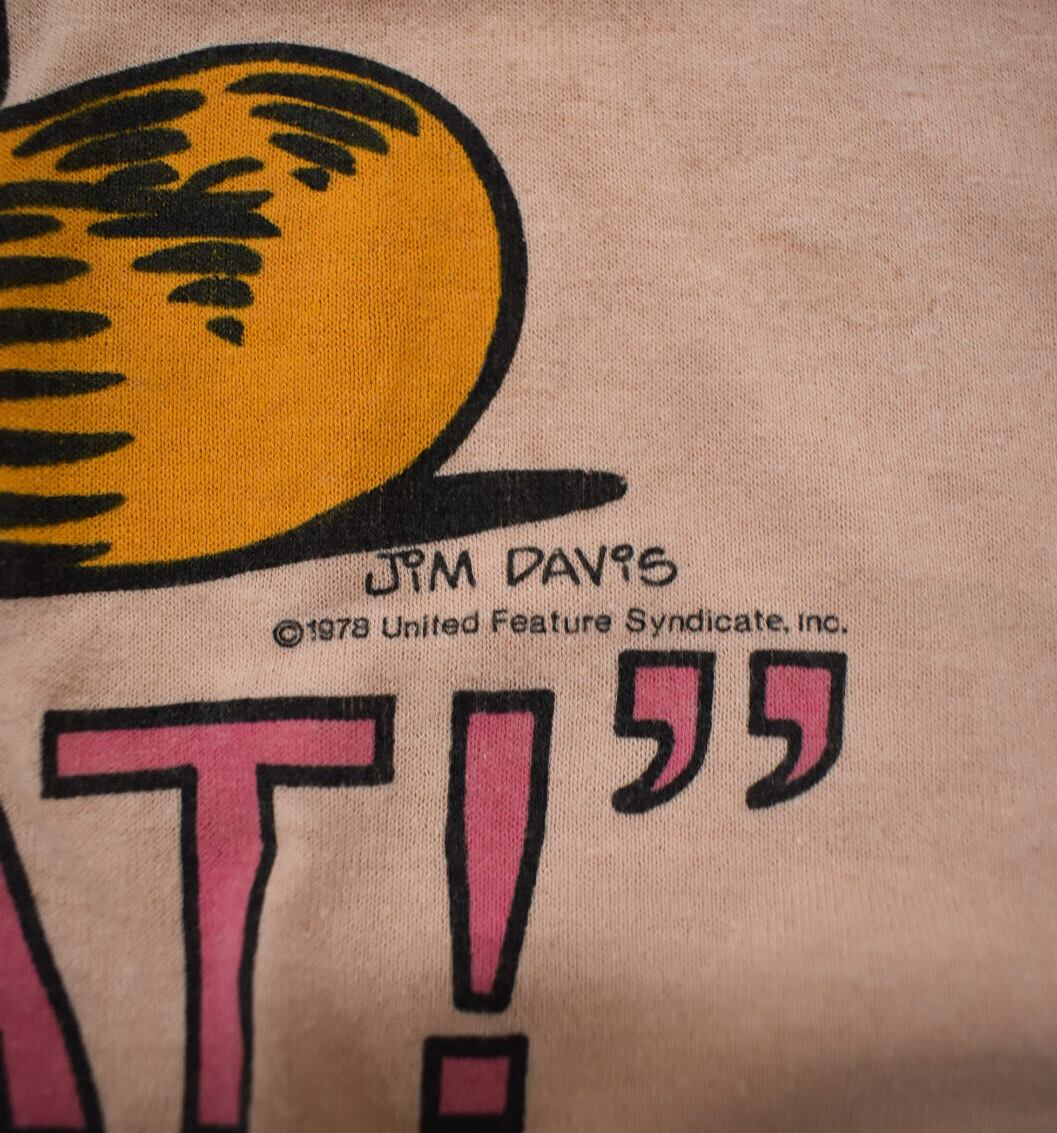 JiM DAViS
©1978 United Feature Syndicate, Inc.
AT!”